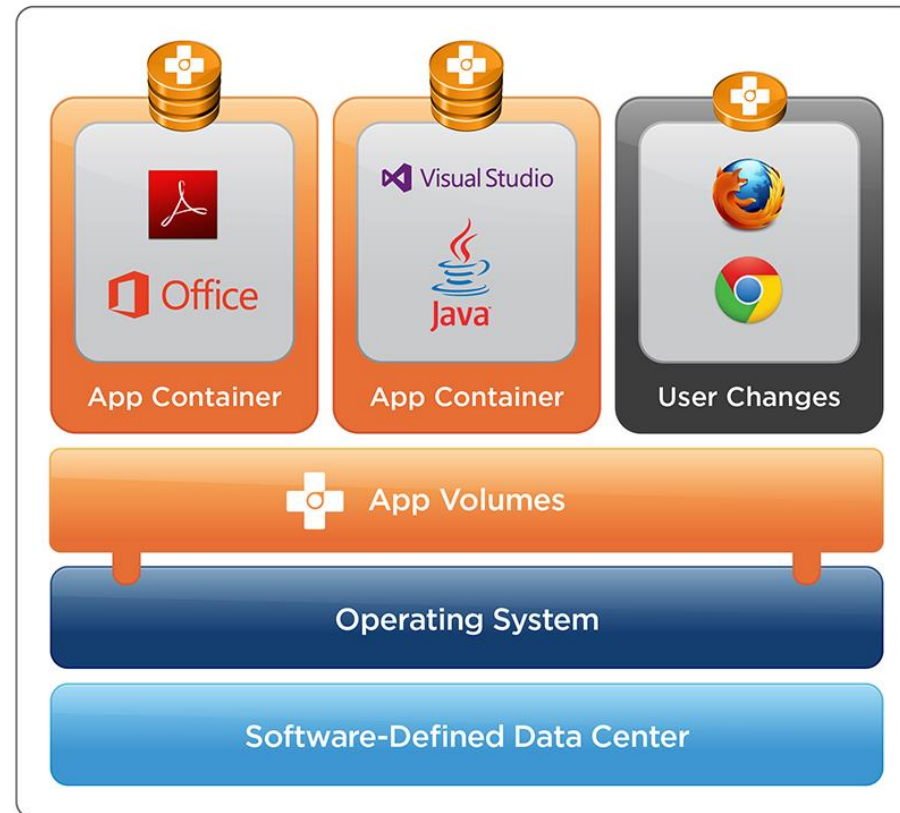 Office
App Container
Visual Studio
Java
App Container
User Changes
App Volumes
Operating System
Software-Defined Data Center